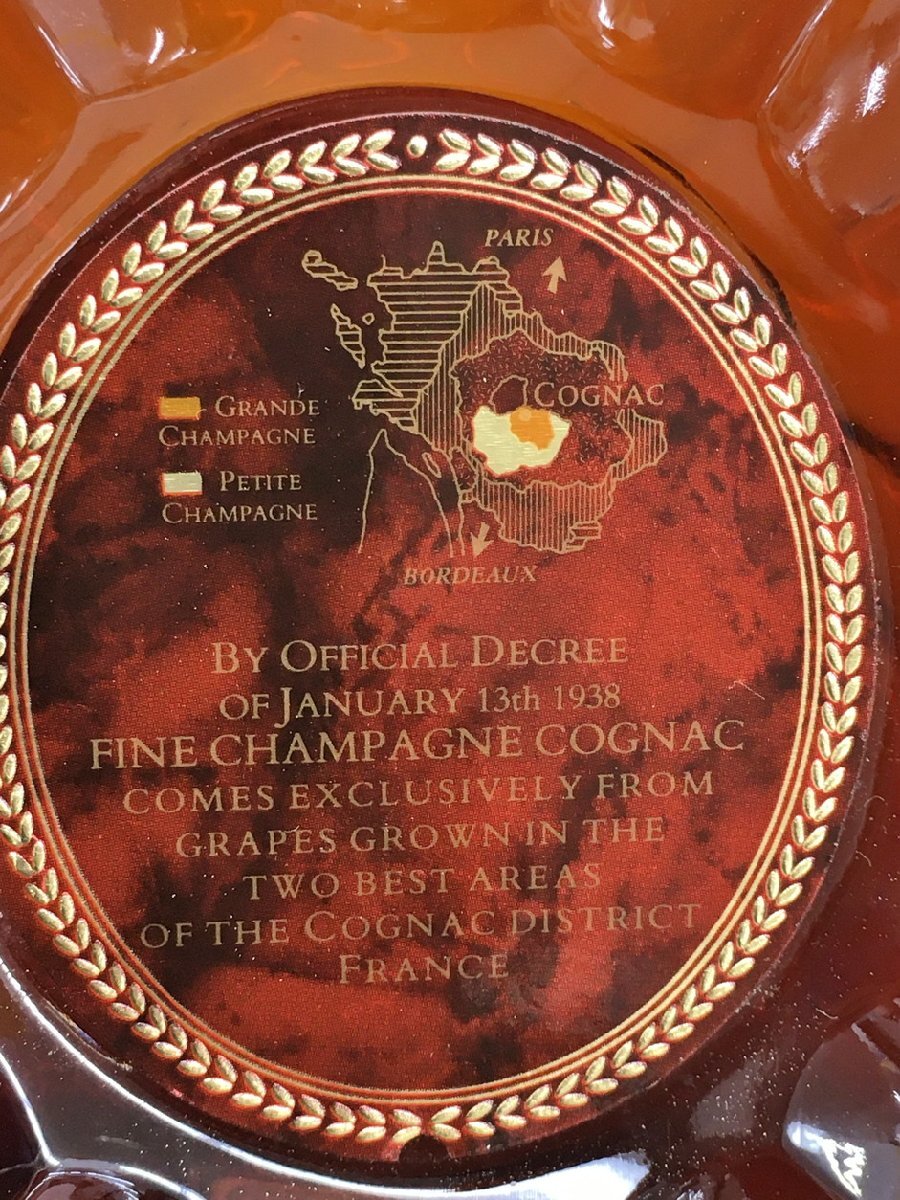 PARIS
COGNAC
GRANDE
CHAMPAGNE
PETITE
CHAMPAGNE
BORDEAUX
BY OFFICIAL DECREE
OF JANUARY 13th 1938
FINE CHAMPAGNE COGNAC
COMES EXCLUSIVELY FROM
GRAPES GROWN IN THE
TWO BEST AREAS
OF THE COGNAC DISTRICT
FRANCE